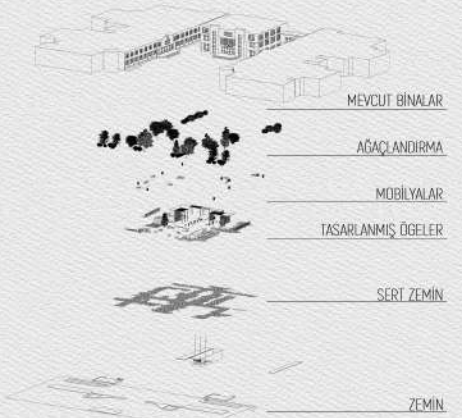 MEVCUT BİNALAR
AĞAÇLANDIRMA
MOBİLYALAR
TASARLANMIŞ ÖGELER
SERT ZEMİN
ZEMİN